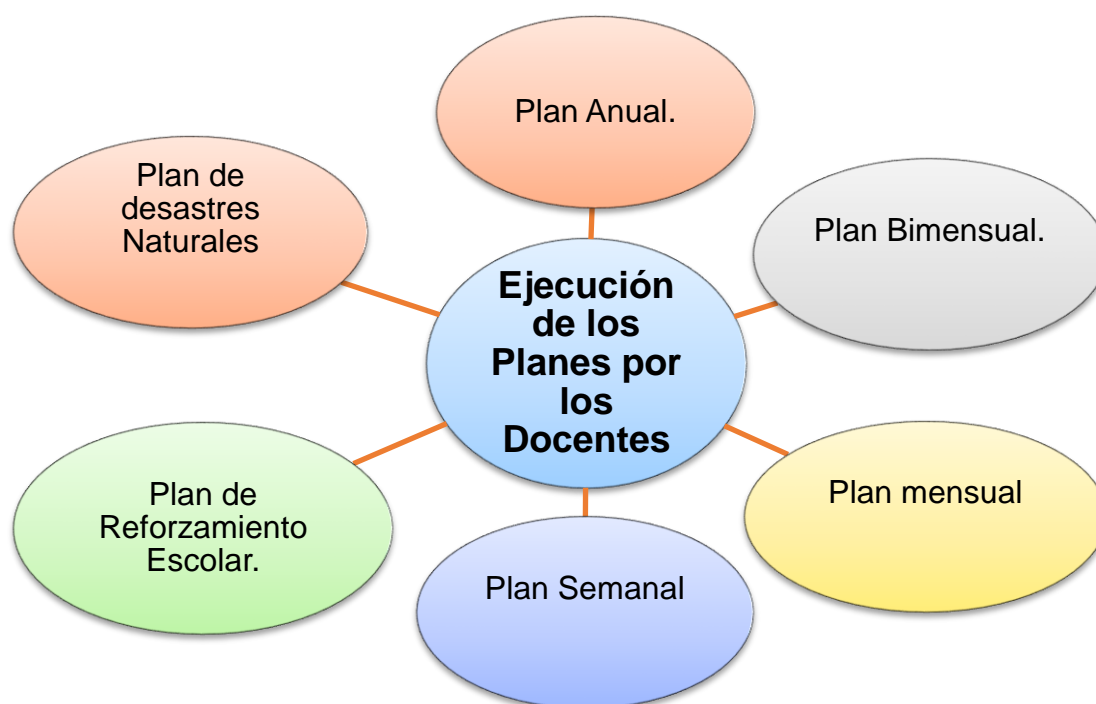 Plan Anual.
Plan de
desastres
Naturales
Plan Bimensual.
Ejecución
de los
Planes por
los
Docentes
Plan mensual
Plan de
Reforzamiento
Escolar.
Plan Semanal